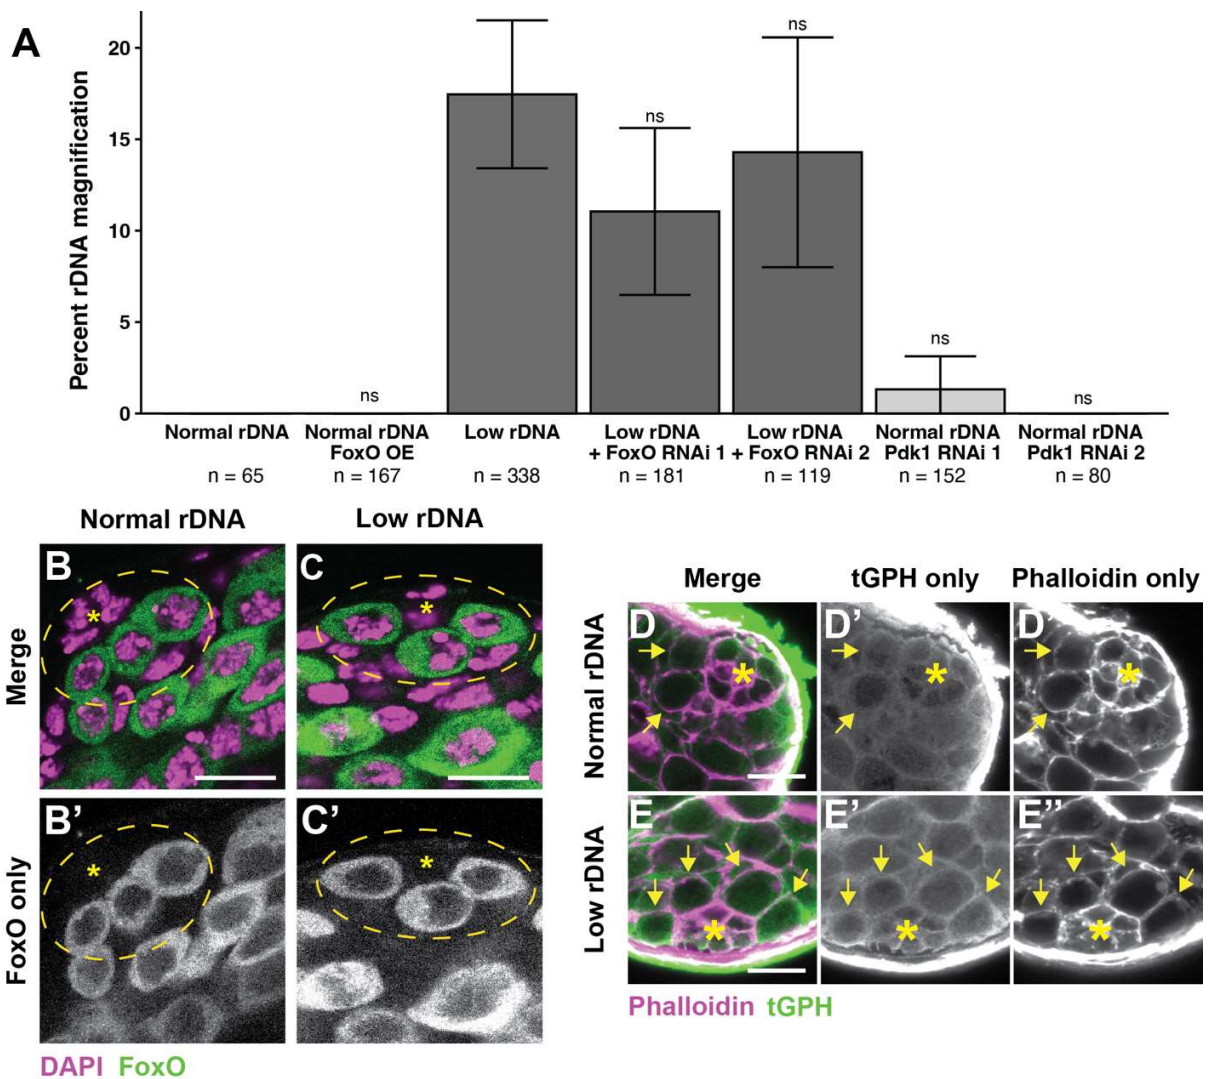 A
Percent rDNA magnification
20
15
10
5
0
ns
ns
ns
ns
ns
Normal rDNA
n = 65
Normal rDNA
FoxO OE
n = 167
Low rDNA
n = 338
Low rDNA
+ FoxO RNAi 1
n = 181
Low rDNA
+ FoxO RNAi 2
n = 119
Normal rDNA
Pdk1 RNAi 1
n = 152
Normal rDNA
Pdk1 RNAi 2
n = 80
Normal rDNA
Low rDNA
Merge
FoxO only
B
*
C
*
B’
*
C’
*
DAPI FoxO
Merge
tGPH only
Phalloidin only
Normal rDNA
Low rDNA
D
*
D’
*
D’
*
E
*
E’
*
E’’
*
Phalloidin tGPH